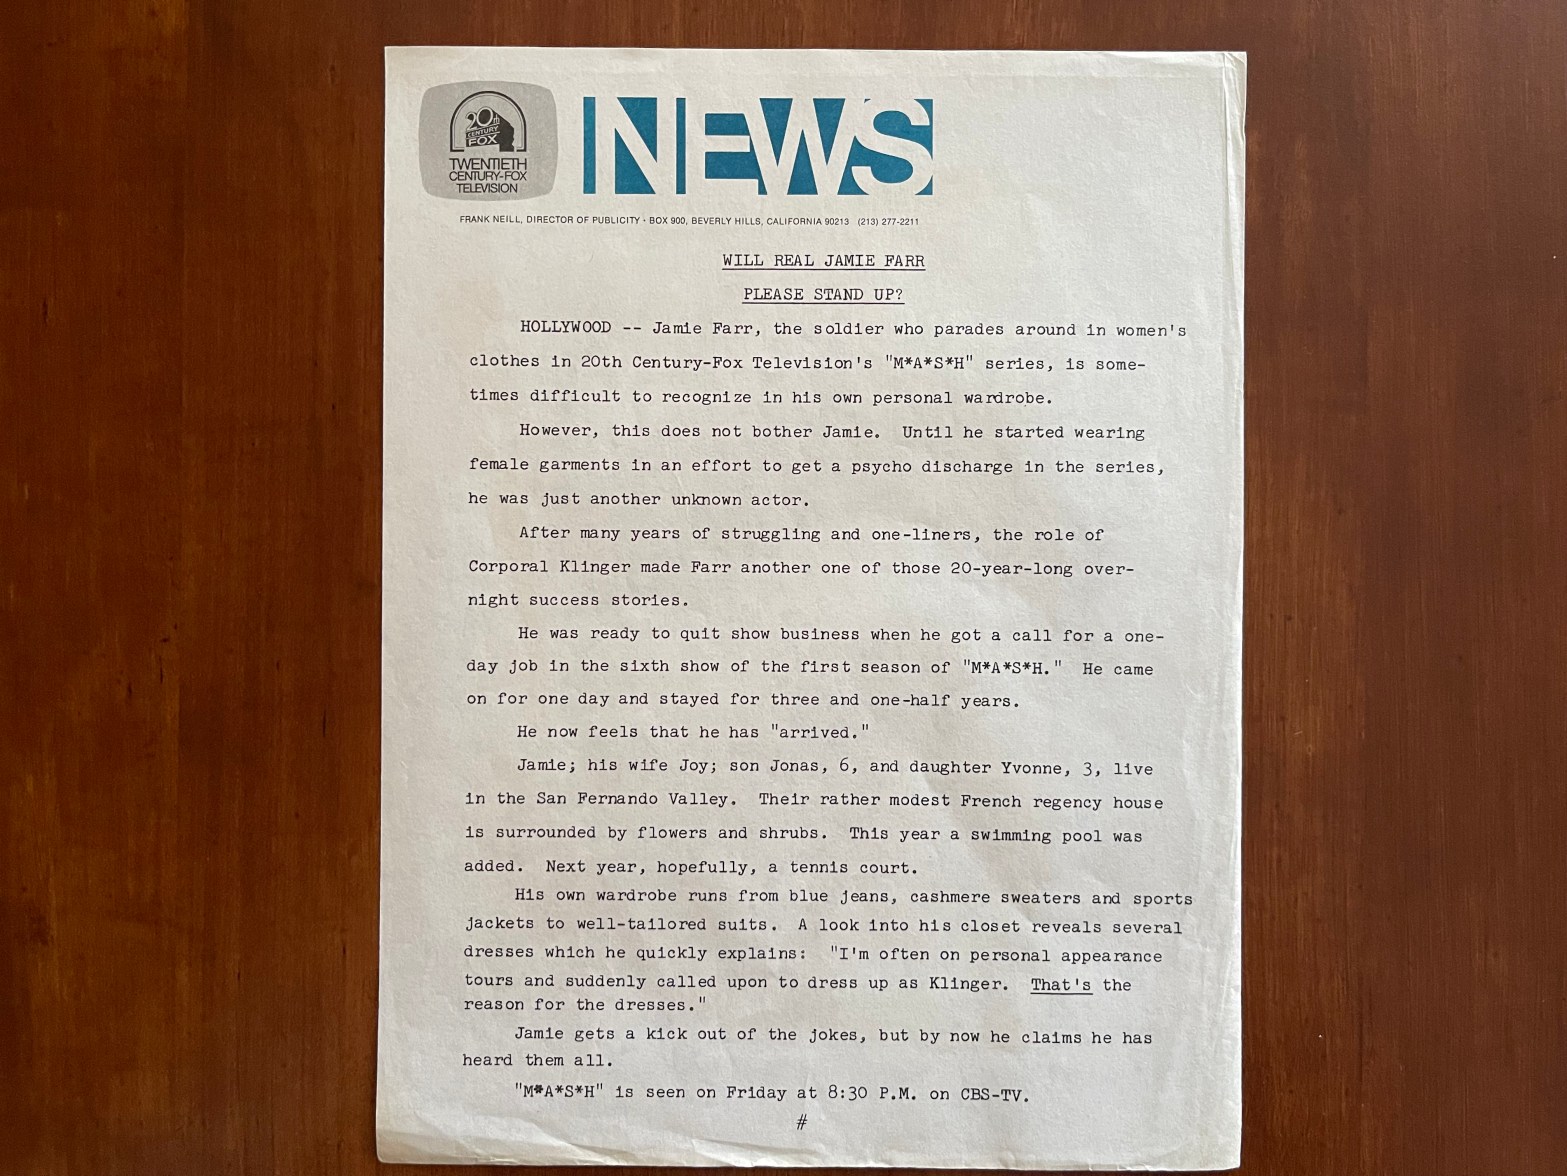 20th
CENTURY
FOX
TWENTIETH
CENTURY-FOX
TELEVISION
NEWS
FRANK NEILL, DIRECTOR OF PUBLICITY • BOX 900, BEVERLY HILLS, CALIFORNIA 90213 (213) 277-2211
WILL REAL JAMIE FARR
PLEASE STAND UP?
HOLLYWOOD -- Jamie Farr, the soldier who parades around in women's
clothes in 20th Century-Fox Television's "M*A*S*H" series, is some-
times difficult to recognize in his own personal wardrobe.
However, this does not bother Jamie. Until he started wearing
female garments in an effort to get a psycho discharge in the series,
he was just another unknown actor.
After many years of struggling and one-liners, the role of
Corporal Klinger made Farr another one of those 20-year-long over-
night success stories.
He was ready to quit show business when he got a call for a one-
day job in the sixth show of the first season of "M*A*S*H." He came
on for one day and stayed for three and one-half years.
He now feels that he has "arrived."
Jamie; his wife Joy; son Jonas, 6, and daughter Yvonne, 3, live
in the San Fernando Valley. Their rather modest French regency house
is surrounded by flowers and shrubs. This year a swimming pool was
added. Next year, hopefully, a tennis court.
His own wardrobe runs from blue jeans, cashmere sweaters and sports
jackets to well-tailored suits. A look into his closet reveals several
dresses which he quickly explains: "I'm often on personal appearance
tours and suddenly called upon to dress up as Klinger. That's the
reason for the dresses."
Jamie gets a kick out of the jokes, but by now he claims he has
heard them all.
"M*A*S*H" is seen on Friday at 8:30 P.M. on CBS-TV.
#